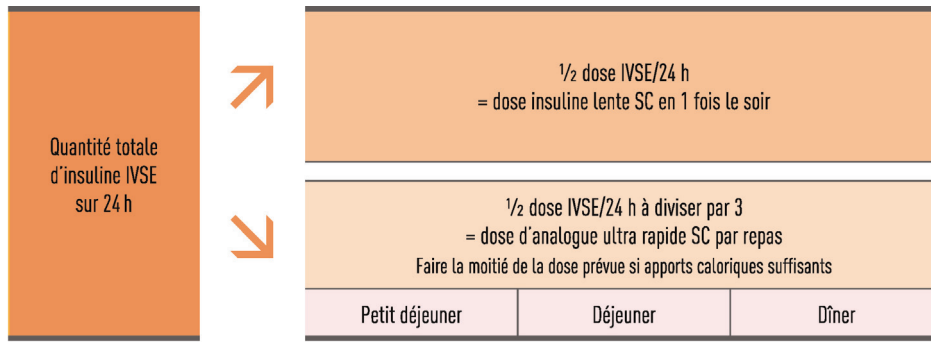 Quantité totale
d'insuline IVSE
sur 24 h
½ dose IVSE/24 h
= dose insuline lente SC en 1 fois le soir
½ dose IVSE/24 h à diviser par 3
= dose d'analogue ultra rapide SC par repas
Faire la moitié de la dose prévue si apports caloriques suffisants
Petit déjeuner
Déjeuner
Dîner